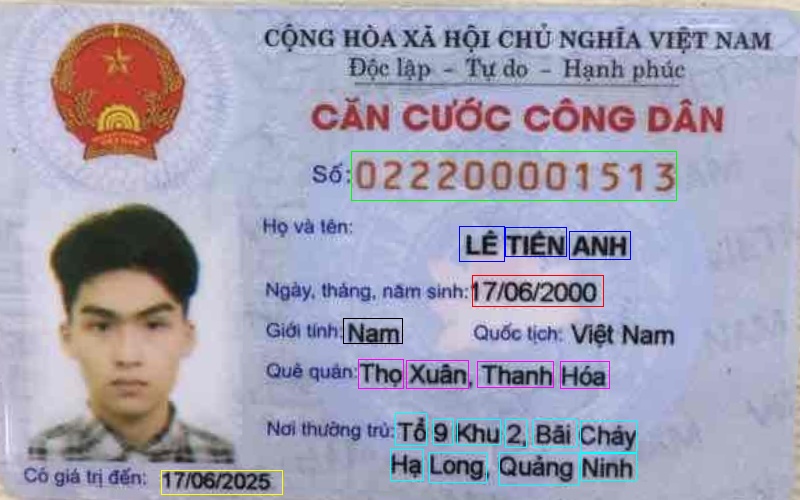 CỘNG HÒA XÃ HỘI CHỦ NGHĨA VIỆT NAM
Độc lập - Tự do - Hạnh phúc
CĂN CƯỚC CÔNG DÂN
Số: 022200001513
Họ và tên:
LÊ TIẾN ANH
Ngày, tháng, năm sinh: 17/06/2000
Giới tính: Nam Quốc tịch: Việt Nam
Quê quán: Thọ Xuân, Thanh Hóa
Nơi thường trú: Tổ 9 Khu 2, Bãi Cháy
Hạ Long, Quảng Ninh
Có giá trị đến: 17/06/2025